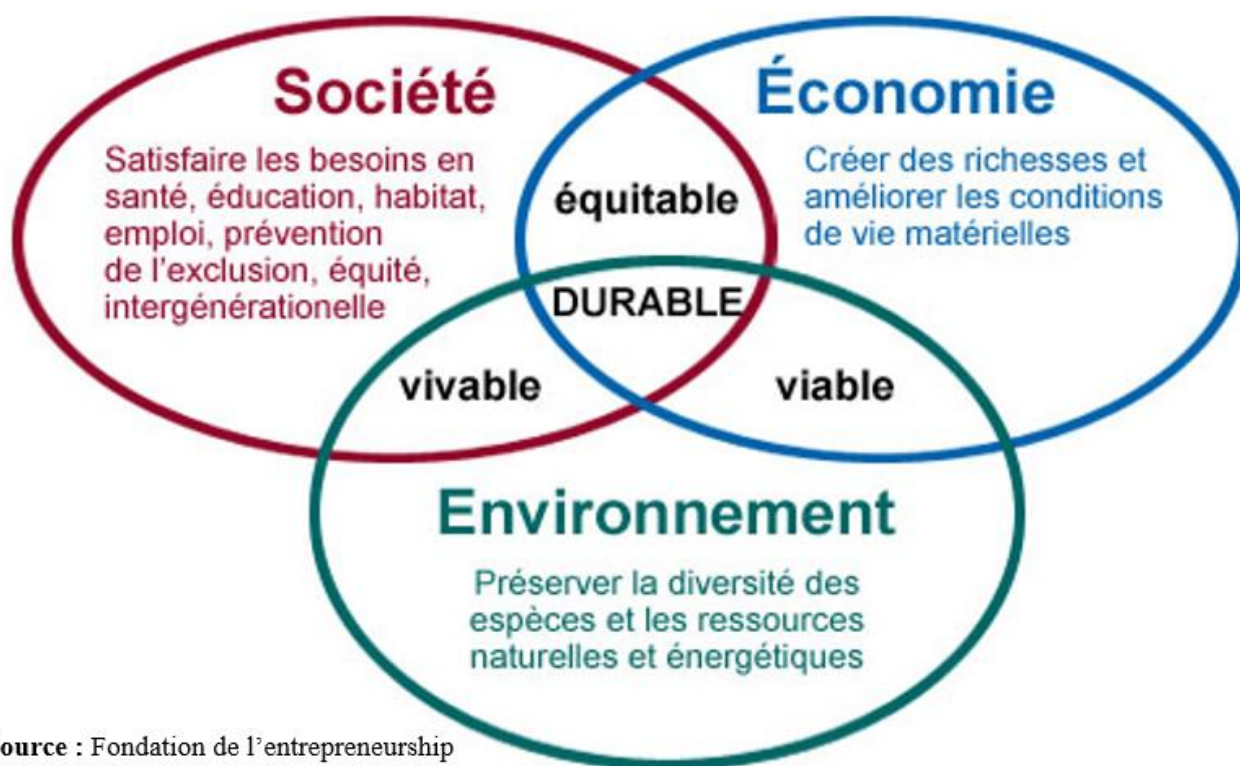 Société
Satisfaire les besoins en
santé, éducation, habitat,
emploi, prévention
de l'exclusion, équité,
intergénérationelle
Économie
Créer des richesses et
améliorer les conditions
de vie matérielles
équitable
DURABLE
vivable
viable
Environnement
Préserver la diversité des
espèces et les ressources
naturelles et énergétiques
ource : Fondation de l'entrepreneurship